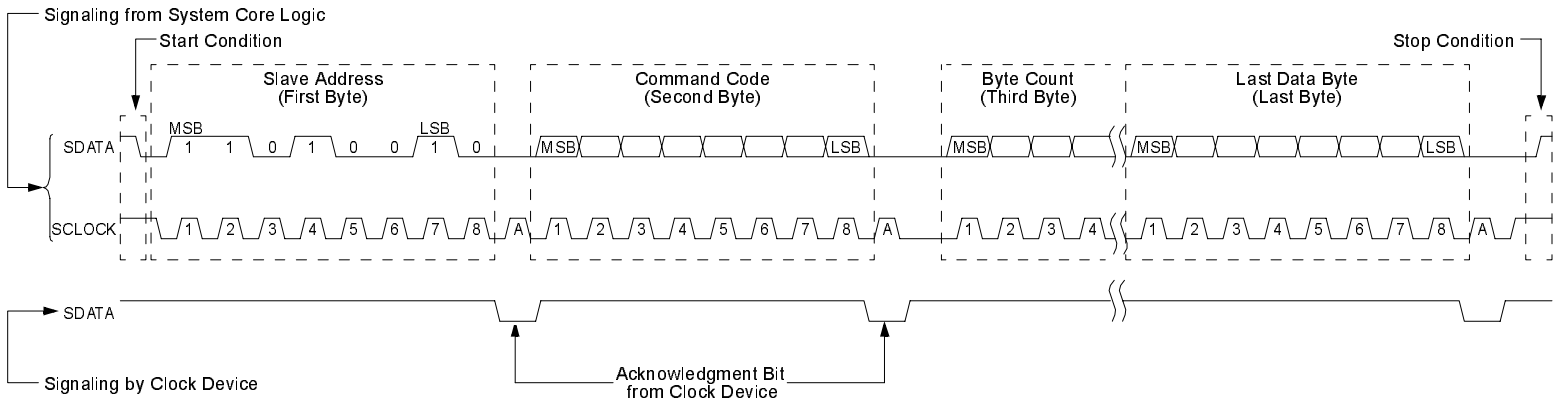 Signaling from System Core Logic
Start Condition
Stop Condition
Slave Address
(First Byte)
Command Code
(Second Byte)
Byte Count
(Third Byte)
Last Data Byte
(Last Byte)
MSB LSB
SDATA 1 1 0 1 0 0 1 0 MSB LSB MSB MSB LSB
SCLOCK 1 2 3 4 5 6 7 8 A 1 2 3 4 5 6 7 8 A 1 2 3 4 1 2 3 4 5 6 7 8 A
SDATA
Signaling by Clock Device
Acknowledgment Bit
from Clock Device